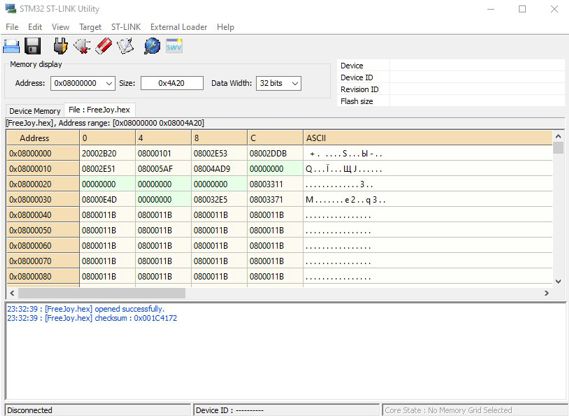 STM32 ST-LINK Utility
File Edit View Target ST-LINK External Loader Help
Memory display
Address: 0x08000000 Size: 0x4A20 Data Width: 32 bits
Device
Device ID
Revision ID
Flash size
Device Memory File : FreeJoy.hex
[FreeJoy.hex], Address range: [0x08000000 0x08004A20]
Address 0 4 8 C ASCII
0x08000000 20002B20 08000101 08002E53 08002DDB + . . . . . S . . Ы - . .
0x08000010 08002E51 080005AF 08004AD9 00000000 Q . . . Ї . . . Щ J . . . . . .
0x08000020 00000000 00000000 00000000 08003311 . . . . . . . . . . . . . 3 . .
0x08000030 08000E4D 00000000 080032E5 08003371 M . . . . . . . е 2 . . q 3 . .
0x08000040 0800011B 0800011B 0800011B 0800011B . . . . . . . . . . . . . . . .
0x08000050 0800011B 0800011B 0800011B 0800011B . . . . . . . . . . . . . . . .
0x08000060 0800011B 0800011B 0800011B 0800011B . . . . . . . . . . . . . . . .
0x08000070 0800011B 0800011B 0800011B 0800011B . . . . . . . . . . . . . . . .
0x08000080 0800011B 0800011B 0800011B 0800011B . . . . . . . . . . . . . . . .
23:32:39 : [FreeJoy.hex] opened successfully.
23:32:39 : [FreeJoy.hex] checksum : 0x001C4172
Disconnected Device ID : ---------- Core State : No Memory Grid Selected